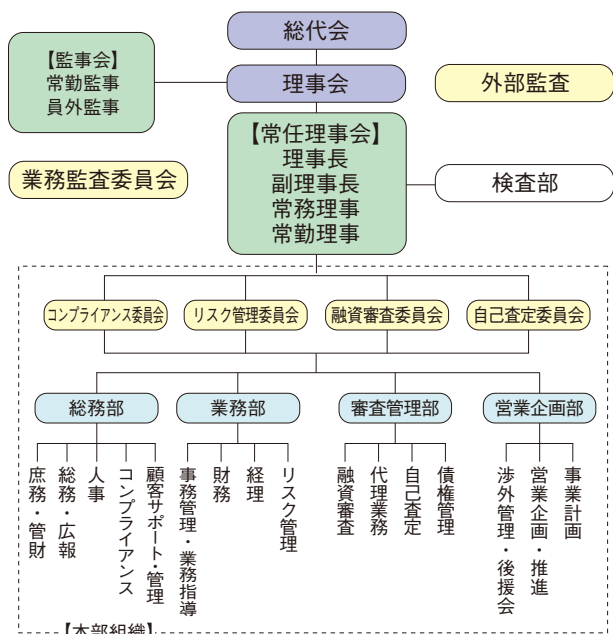 総代会
【監事会】
常勤監事
員外監事
理事会
外部監査
【常任理事会】
理事長
副理事長
常務理事
常勤理事
業務監査委員会
検査部
コンプライアンス委員会
リスク管理委員会
融資審査委員会
自己査定委員会
総務部
業務部
審査管理部
営業企画部
庶務・管財
総務・広報
人事
コンプライアンス
顧客サポート・管理
事務管理・業務指導
財務
経理
リスク管理
融資審査
代理業務
自己査定
債権管理
渉外管理・後援会
営業企画・推進
事業計画
【本部組織】